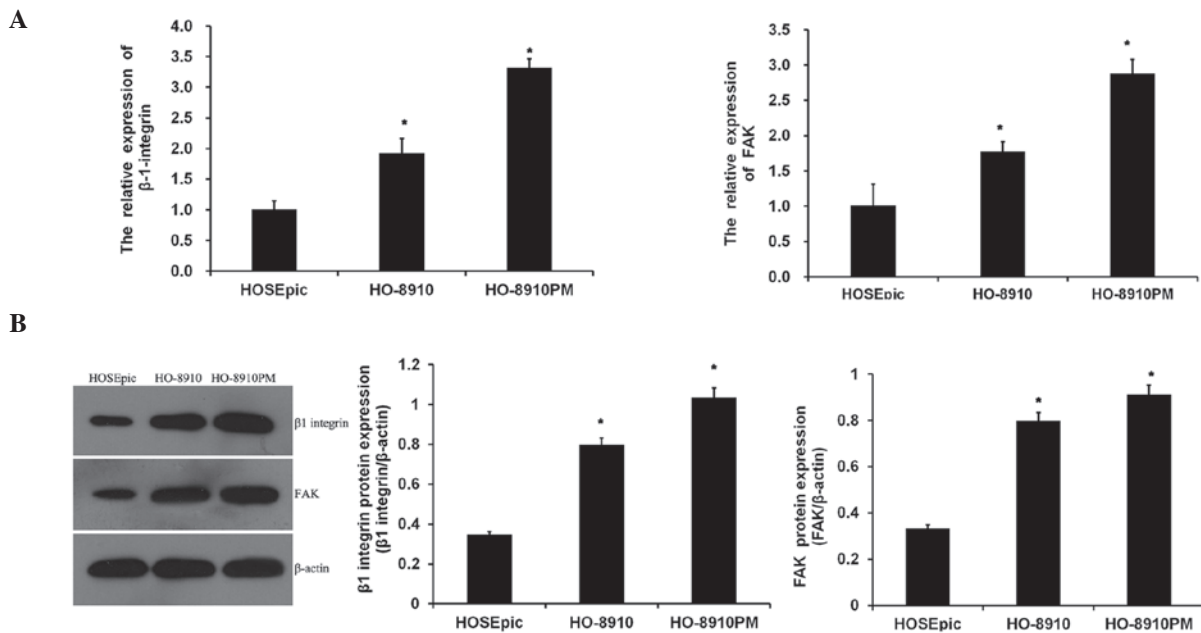 A
The relative expression of
β-1-integrin
4.0
3.5
3.0
2.5
2.0
1.5
1.0
0.5
0.0
*
*
HOSEpic
HO-8910
HO-8910PM
The relative expression
of FAK
3.5
3.0
2.5
2.0
1.5
1.0
0.5
0.0
*
*
HOSEpic
HO-8910
HO-8910PM
B
HOSEpic HO-8910 HO-8910PM
β1 integrin
FAK
β-actin
β1 integrin protein expression
(β1 integrin/β-actin)
1.2
1
0.8
0.6
0.4
0.2
0
*
*
HOSEpic
HO-8910
HO-8910PM
FAK protein expression
(FAK/β-actin)
1
0.8
0.6
0.4
0.2
0
*
*
HOSEpic
HO-8910
HO-8910PM